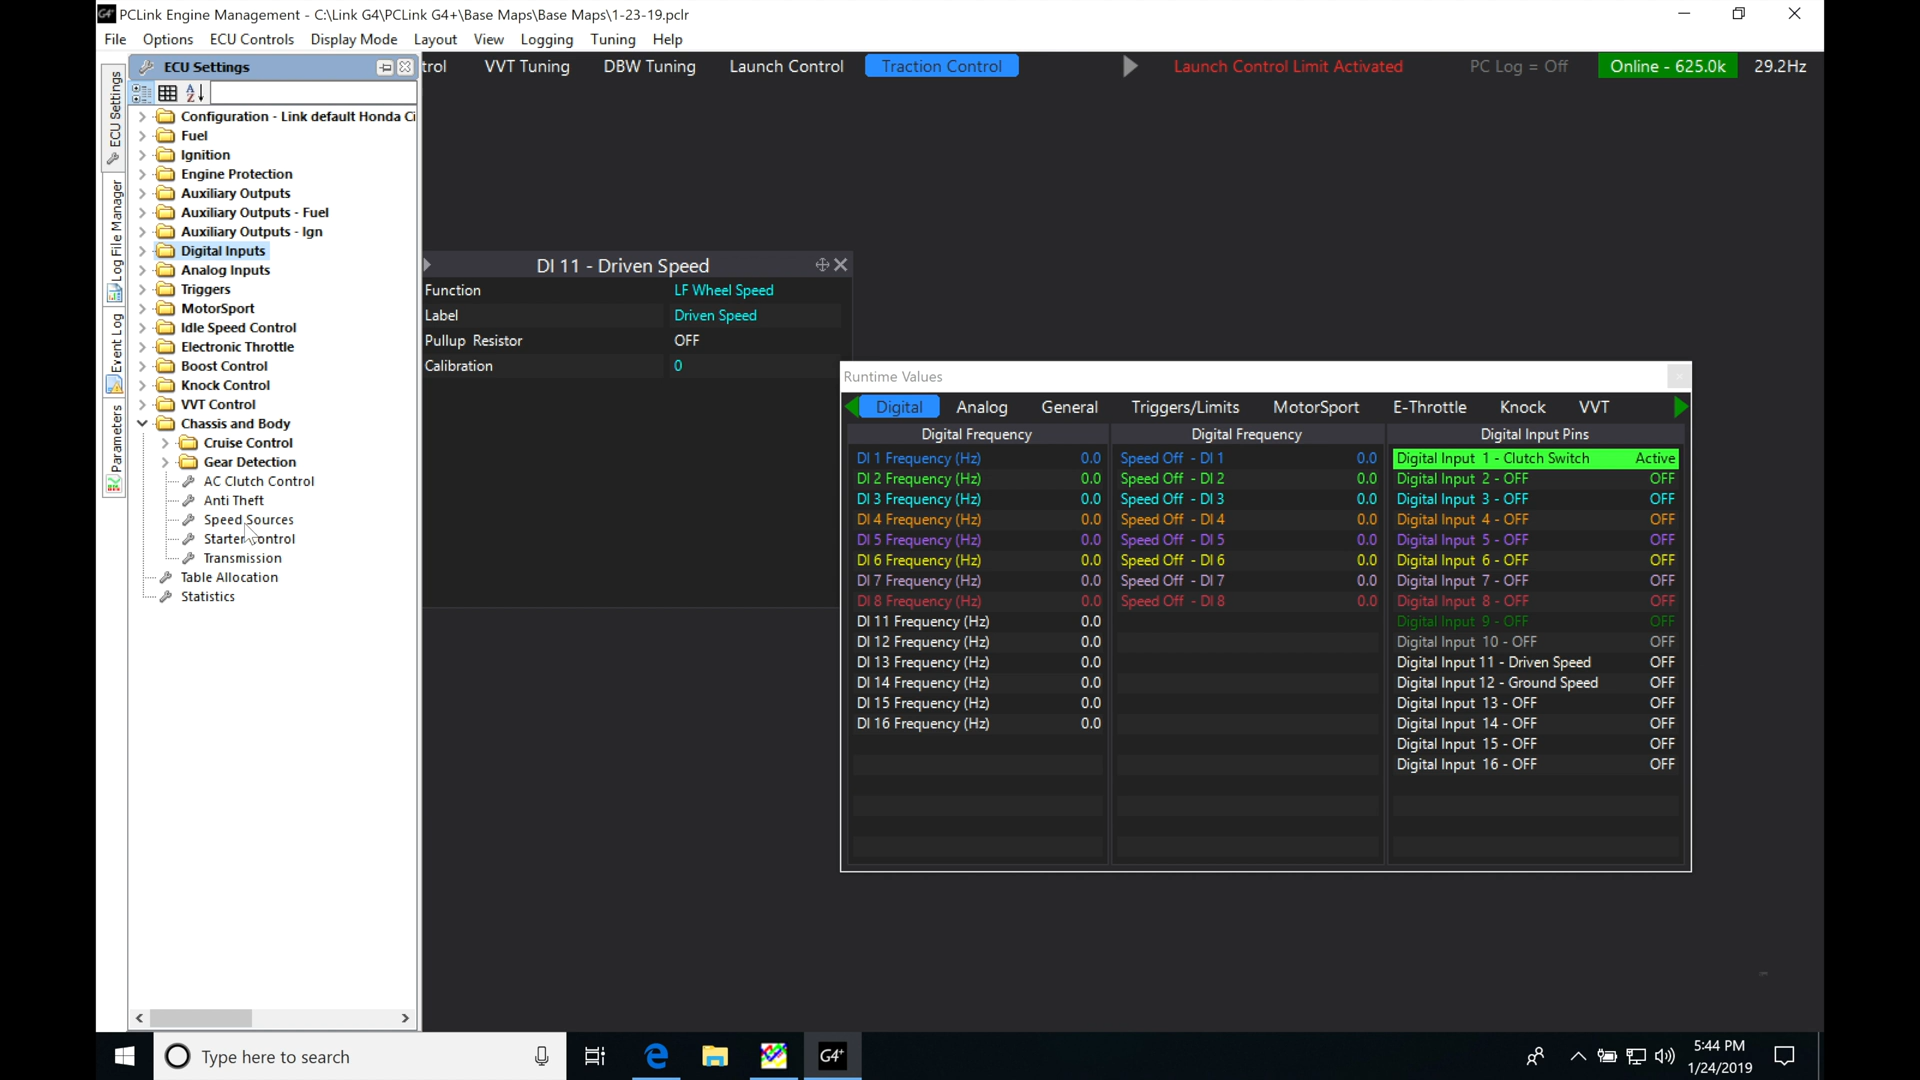 G4+ PCLink Engine Management - C:\Link G4\PCLink G4+\Base Maps\Base Maps\1-23-19.pclr
File Options ECU Controls Display Mode Layout View Logging Tuning Help
ECU Settings
trol VVT Tuning DBW Tuning Launch Control Traction Control Launch Control Limit Activated PC Log = Off Online - 625.0k 29.2Hz
ECU Settings
Log File Manager
Event Log
Parameters
Configuration - Link default Honda Ci
Fuel
Ignition
Engine Protection
Auxiliary Outputs
Auxiliary Outputs - Fuel
Auxiliary Outputs - Ign
Digital Inputs
Analog Inputs
Triggers
MotorSport
Idle Speed Control
Electronic Throttle
Boost Control
Knock Control
VVT Control
Chassis and Body
Cruise Control
Gear Detection
AC Clutch Control
Anti Theft
Speed Sources
Starter Control
Transmission
Table Allocation
Statistics
DI 11 - Driven Speed
Function LF Wheel Speed
Label Driven Speed
Pullup Resistor OFF
Calibration 0
Runtime Values
Digital Analog General Triggers/Limits MotorSport E-Throttle Knock VVT
Digital Frequency Digital Frequency Digital Input Pins
DI 1 Frequency (Hz) 0.0 Speed Off - DI 1 0.0 Digital Input 1 - Clutch Switch Active
DI 2 Frequency (Hz) 0.0 Speed Off - DI 2 0.0 Digital Input 2 - OFF OFF
DI 3 Frequency (Hz) 0.0 Speed Off - DI 3 0.0 Digital Input 3 - OFF OFF
DI 4 Frequency (Hz) 0.0 Speed Off - DI 4 0.0 Digital Input 4 - OFF OFF
DI 5 Frequency (Hz) 0.0 Speed Off - DI 5 0.0 Digital Input 5 - OFF OFF
DI 6 Frequency (Hz) 0.0 Speed Off - DI 6 0.0 Digital Input 6 - OFF OFF
DI 7 Frequency (Hz) 0.0 Speed Off - DI 7 0.0 Digital Input 7 - OFF OFF
DI 8 Frequency (Hz) 0.0 Speed Off - DI 8 0.0 Digital Input 8 - OFF OFF
DI 11 Frequency (Hz) 0.0 Digital Input 9 - OFF OFF
DI 12 Frequency (Hz) 0.0 Digital Input 10 - OFF OFF
DI 13 Frequency (Hz) 0.0 Digital Input 11 - Driven Speed OFF
DI 14 Frequency (Hz) 0.0 Digital Input 12 - Ground Speed OFF
DI 15 Frequency (Hz) 0.0 Digital Input 13 - OFF OFF
DI 16 Frequency (Hz) 0.0 Digital Input 14 - OFF OFF
Digital Input 15 - OFF OFF
Digital Input 16 - OFF OFF
Type here to search
G4+
5:44 PM
1/24/2019